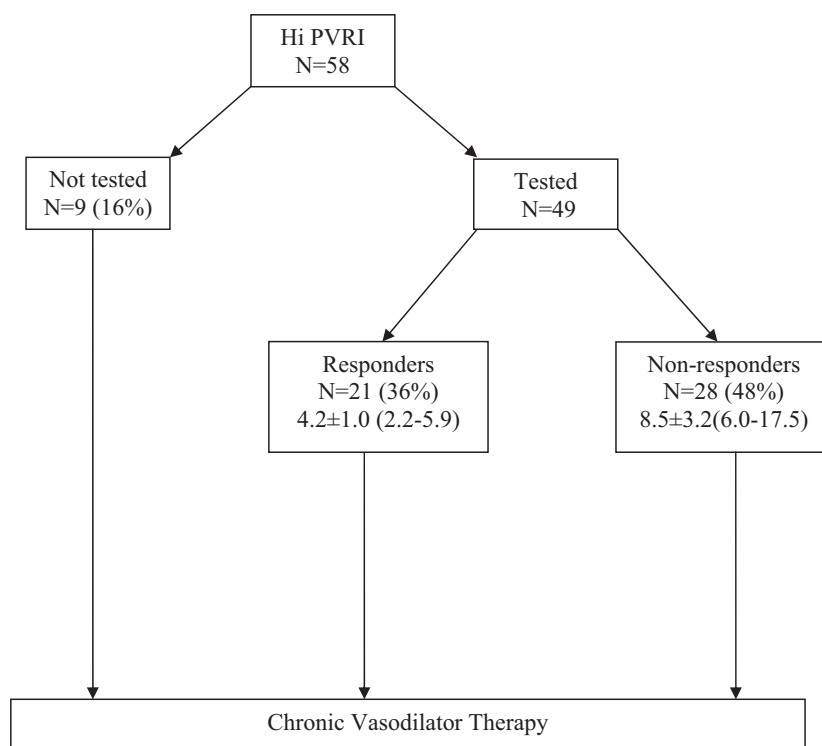 Hi PVRI
N=58
Not tested
N=9 (16%)
Tested
N=49
Responders
N=21 (36%)
4.2±1.0 (2.2-5.9)
Non-responders
N=28 (48%)
8.5±3.2(6.0-17.5)
Chronic Vasodilator Therapy